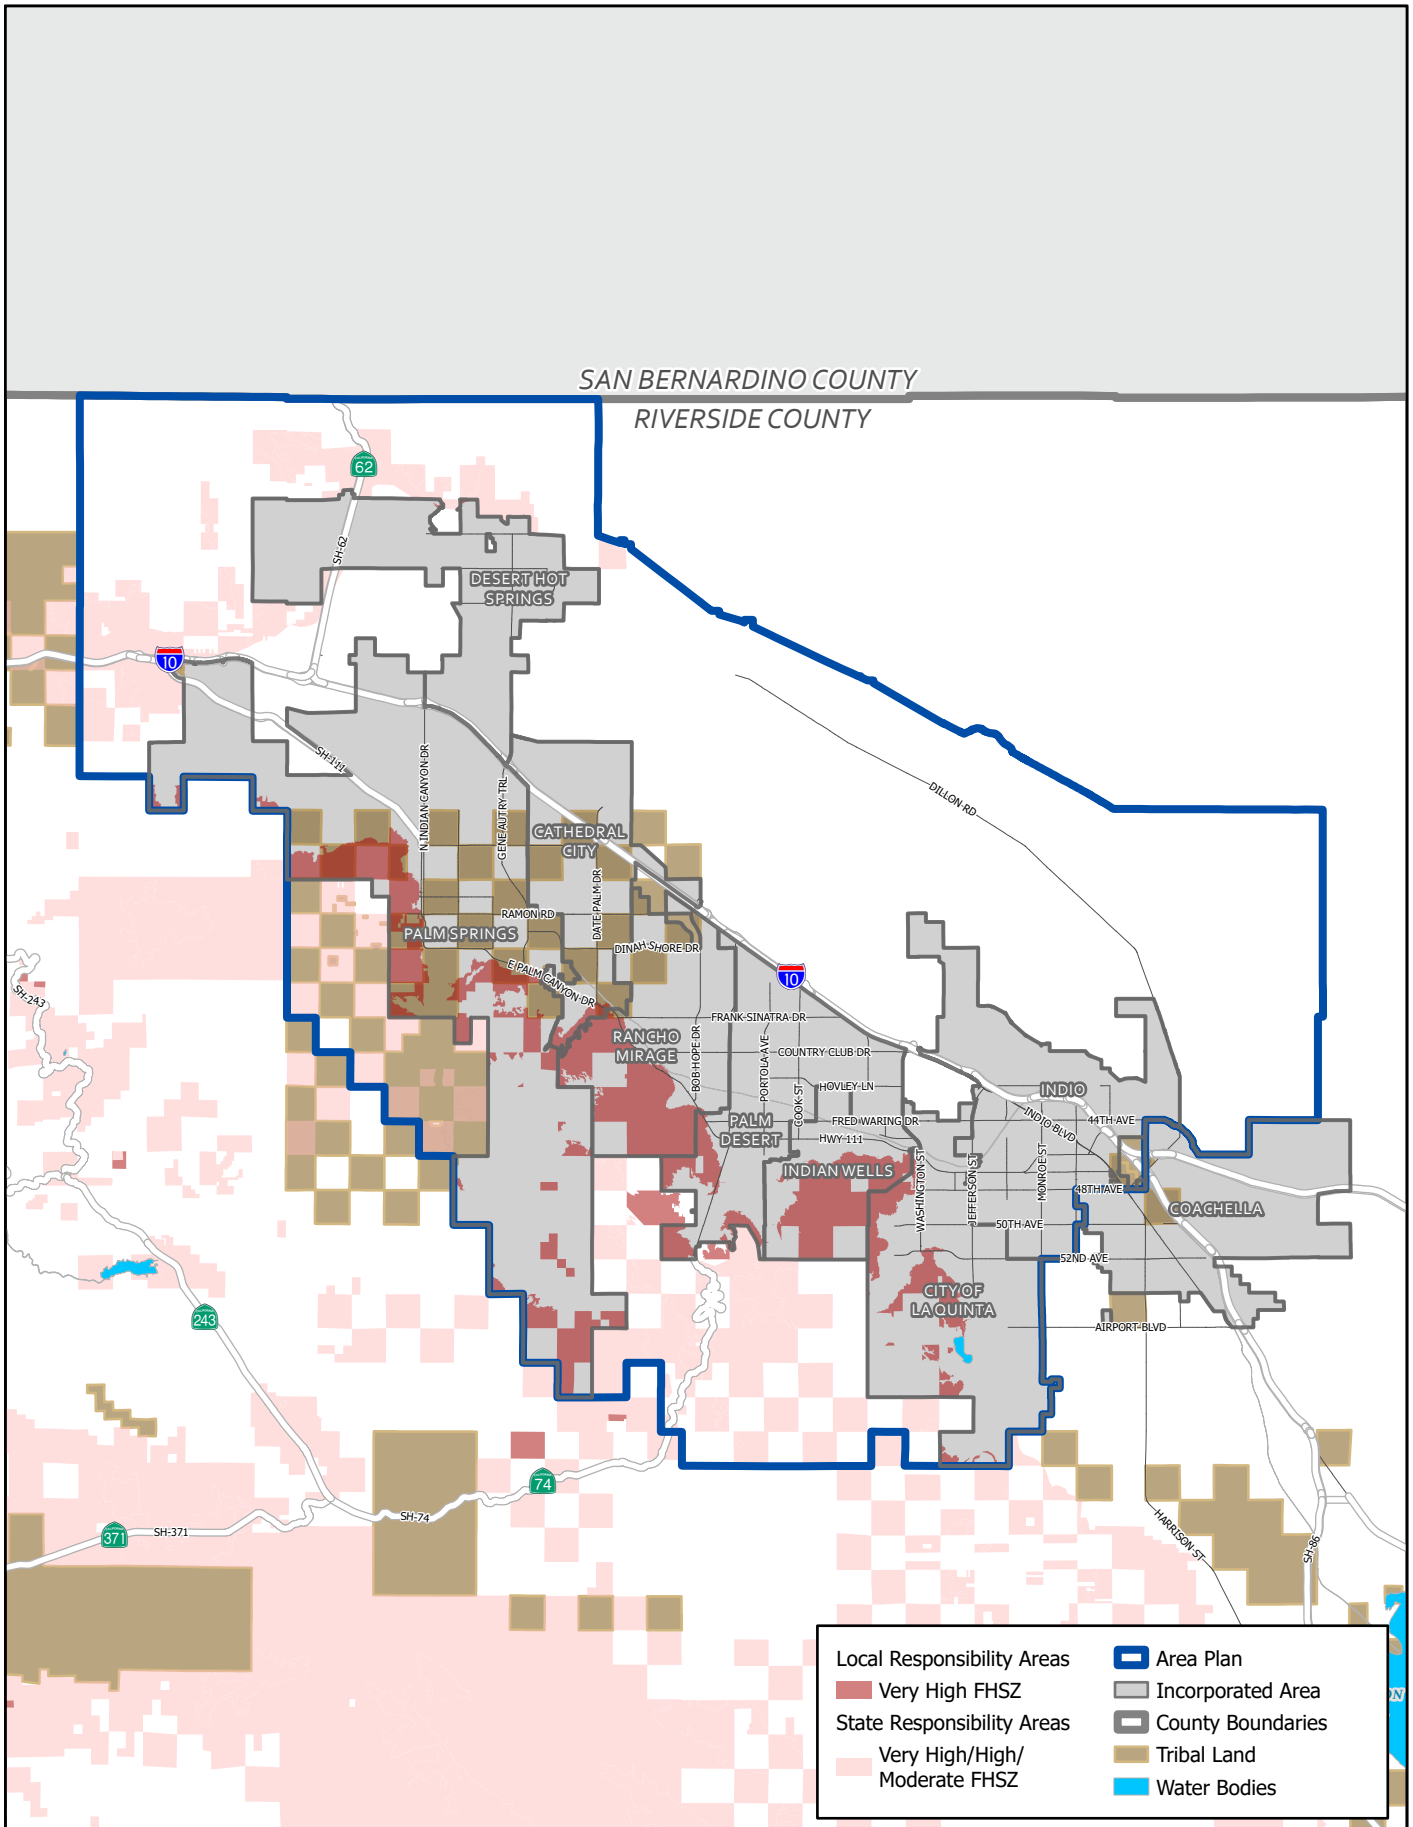 SAN BERNARDINO COUNTY
RIVERSIDE COUNTY
CALIFORNIA
62
SH-62
DESERT HOT
SPRINGS
10
SH-111
N INDIAN CANYON DR
GENE AUTRY TRL
DILLON RD
CATHEDRAL
CITY
DATE PALM DR
RAMON RD
PALM SPRINGS
DINAH SHORE DR
E PALM CANYON DR
10
SH-243
FRANK SINATRA DR
RANCHO
MIRAGE
BOB HOPE DR
PORTOLA AVE
COUNTRY CLUB DR
COOK ST
HOVLEY LN
INDIO
PALM
DESERT
FRED WARING DR
HWY 111
INDIO BLVD
44TH AVE
INDIAN WELLS
WASHINGTON ST
JEFFERSON ST
MONROE ST
48TH AVE
COACHELLA
50TH AVE
52ND AVE
CITY OF
LA QUINTA
AIRPORT BLVD
CALIFORNIA
243
CALIFORNIA
74
SH-74
CALIFORNIA
371
SH-371
HARRISON ST
SH-86
Local Responsibility Areas
Very High FHSZ
State Responsibility Areas
Very High/High/
Moderate FHSZ
Area Plan
Incorporated Area
County Boundaries
Tribal Land
Water Bodies